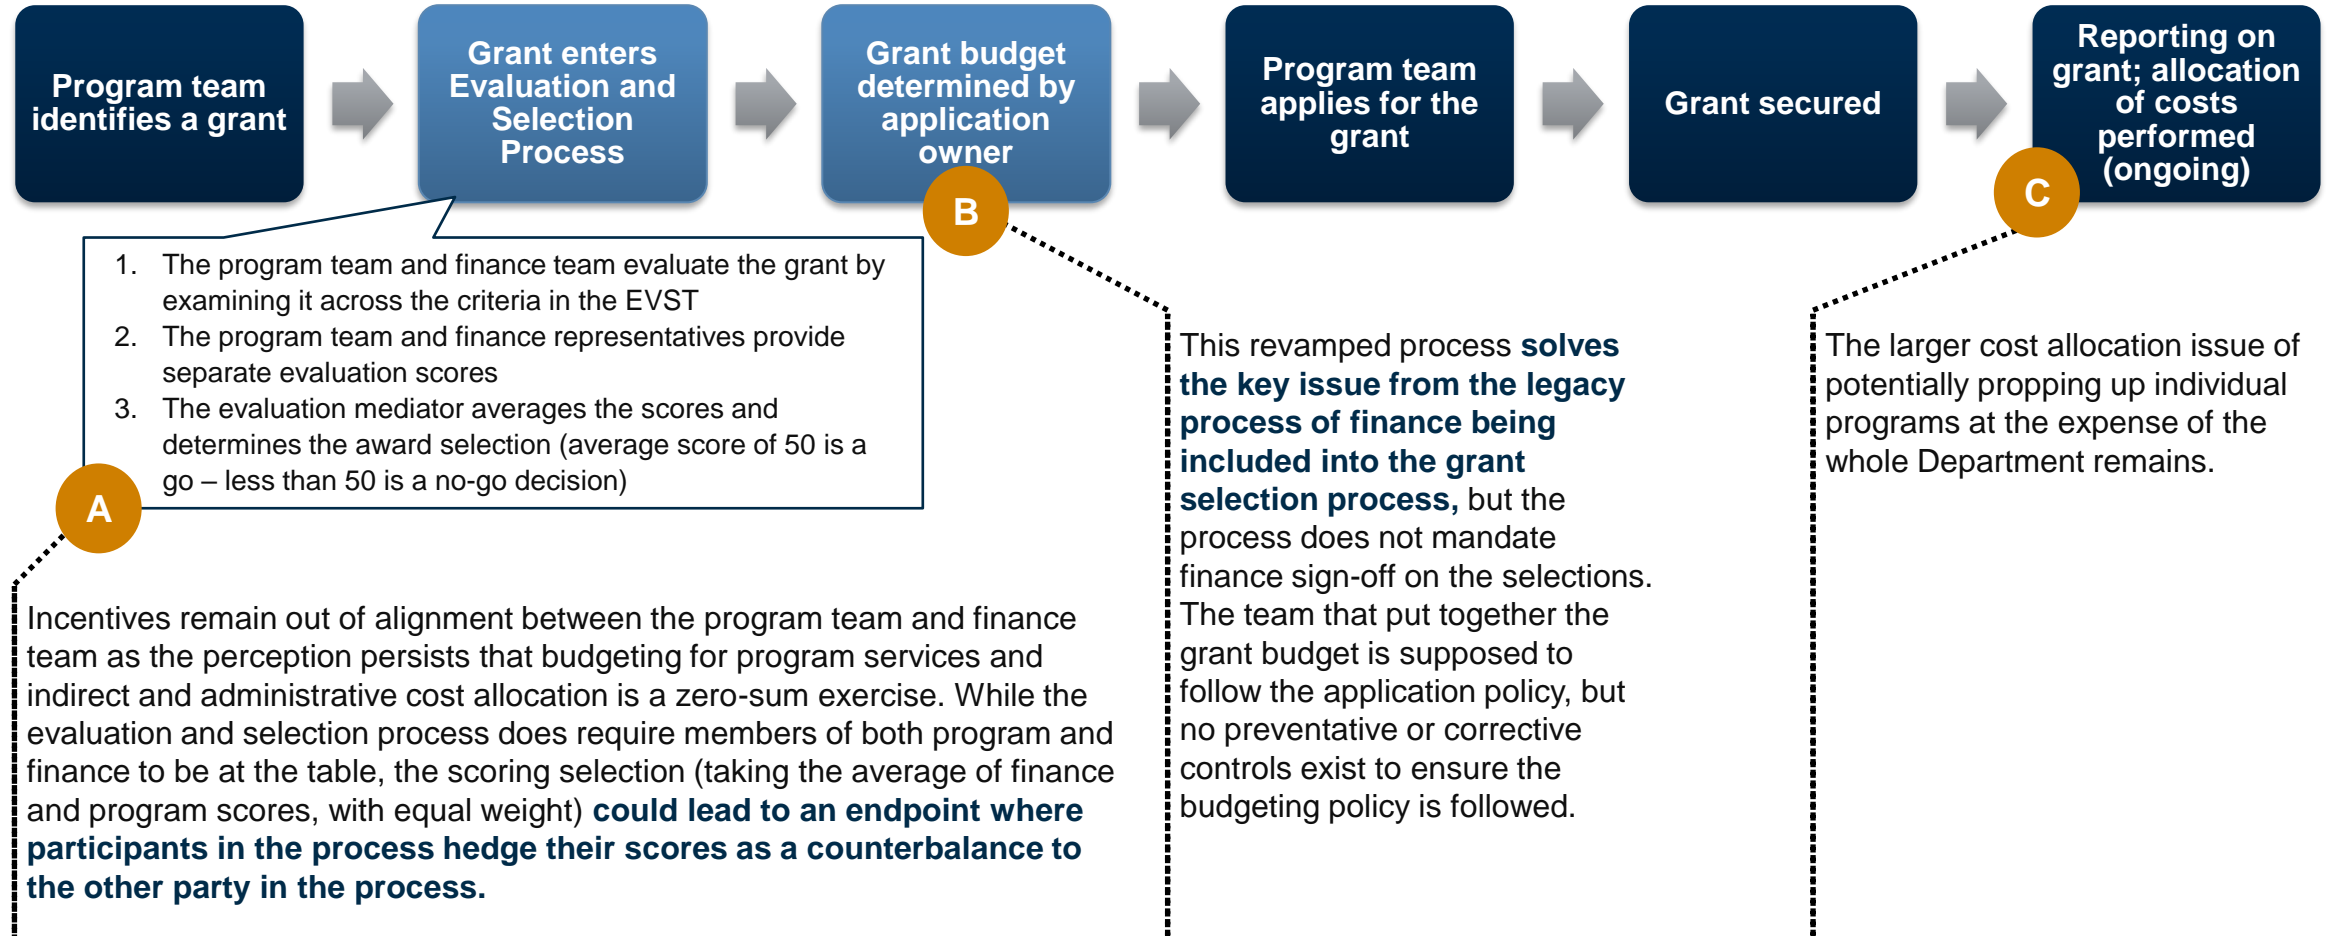 Program team
identifies a grant
Grant enters
Evaluation and
Selection
Process
Grant budget
determined by
application
owner
Program team
applies for the
grant
Grant secured
Reporting on
grant; allocation
of costs
performed
(ongoing)
B
C
1. The program team and finance team evaluate the grant by
examining it across the criteria in the EVST
2. The program team and finance representatives provide
separate evaluation scores
3. The evaluation mediator averages the scores and
determines the award selection (average score of 50 is a
go – less than 50 is a no-go decision)
A
Incentives remain out of alignment between the program team and finance
team as the perception persists that budgeting for program services and
indirect and administrative cost allocation is a zero-sum exercise. While the
evaluation and selection process does require members of both program and
finance to be at the table, the scoring selection (taking the average of finance
and program scores, with equal weight) could lead to an endpoint where
participants in the process hedge their scores as a counterbalance to
the other party in the process.
This revamped process solves
the key issue from the legacy
process of finance being
included into the grant
selection process, but the
process does not mandate
finance sign-off on the selections.
The team that put together the
grant budget is supposed to
follow the application policy, but
no preventative or corrective
controls exist to ensure the
budgeting policy is followed.
The larger cost allocation issue of
potentially propping up individual
programs at the expense of the
whole Department remains.